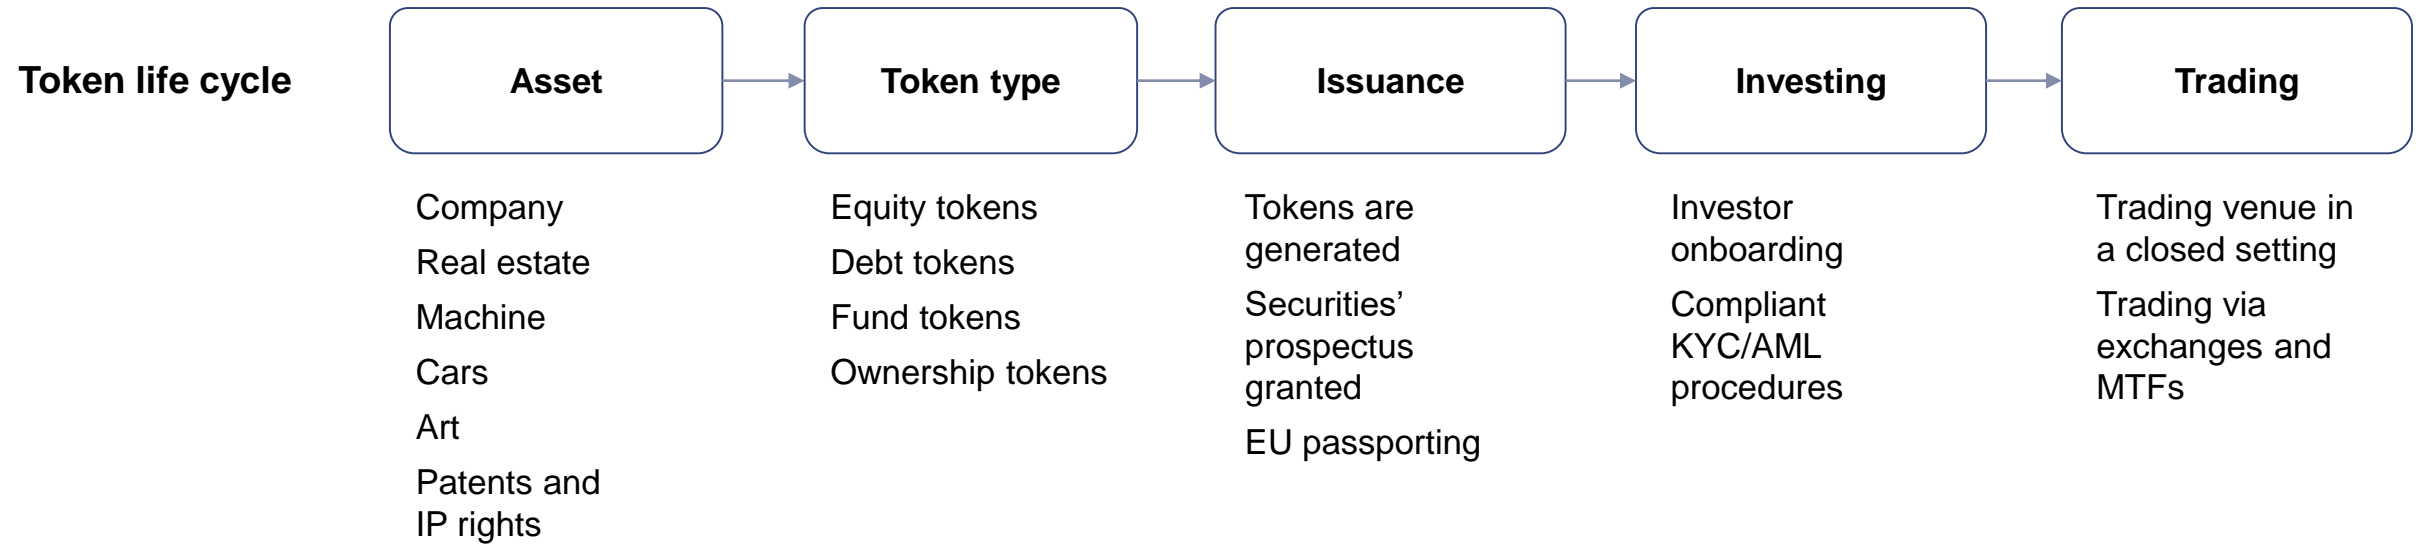 Token life cycle
Asset
Token type
Issuance
Investing
Trading
Company
Real estate
Machine
Cars
Art
Patents and
IP rights
Equity tokens
Debt tokens
Fund tokens
Ownership tokens
Tokens are
generated
Securities’
prospectus
granted
EU passporting
Investor
onboarding
Compliant
KYC/AML
procedures
Trading venue in
a closed setting
Trading via
exchanges and
MTFs